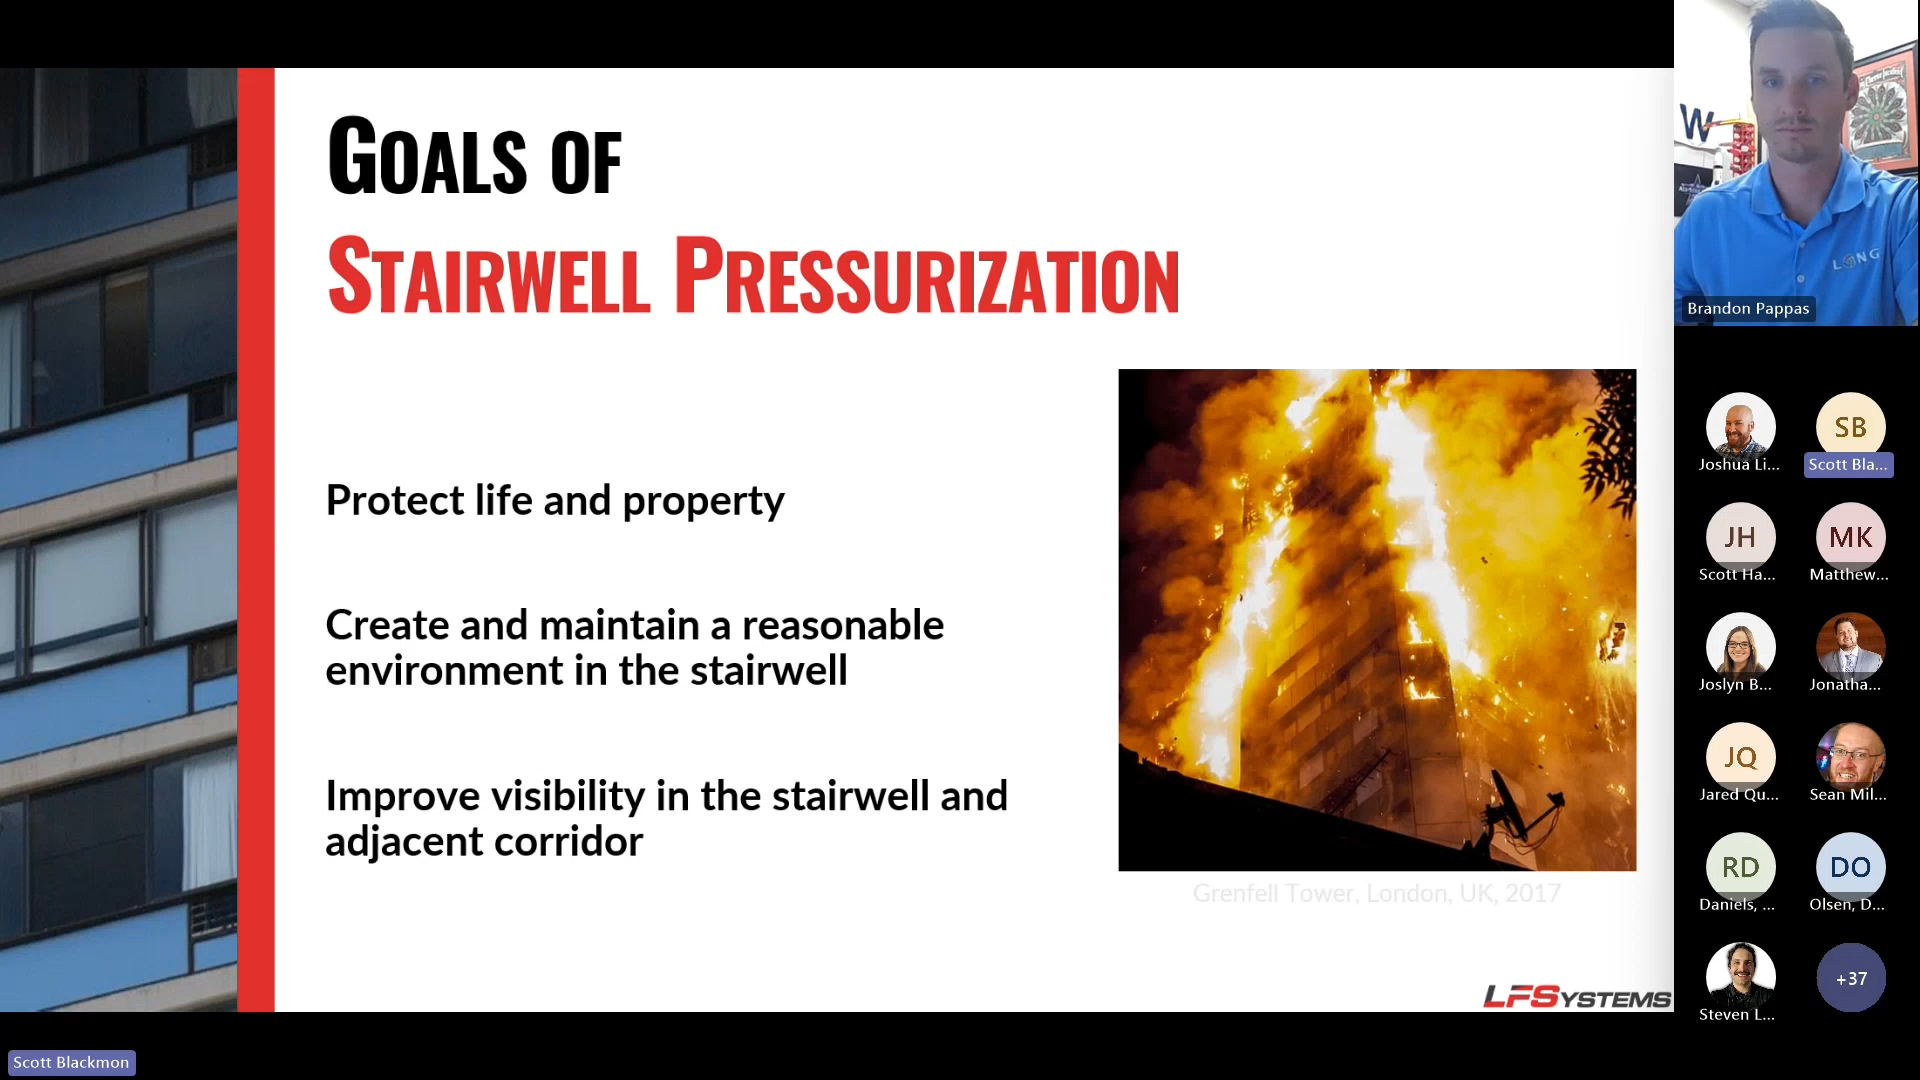 GOALS OF
STAIRWELL PRESSURIZATION
Protect life and property
Create and maintain a reasonable
environment in the stairwell
Improve visibility in the stairwell and
adjacent corridor
Grenfell Tower, London, UK, 2017
LFSYSTEMS
Scott Blackmon
W
LONG
Brandon Pappas
Joshua Li...
SB
Scott Bla...
JH
Scott Ha...
MK
Matthew...
Joslyn B...
Jonatha...
JQ
Jared Qu...
Sean Mil...
RD
Daniels, ...
DO
Olsen, D...
Steven L...
+37